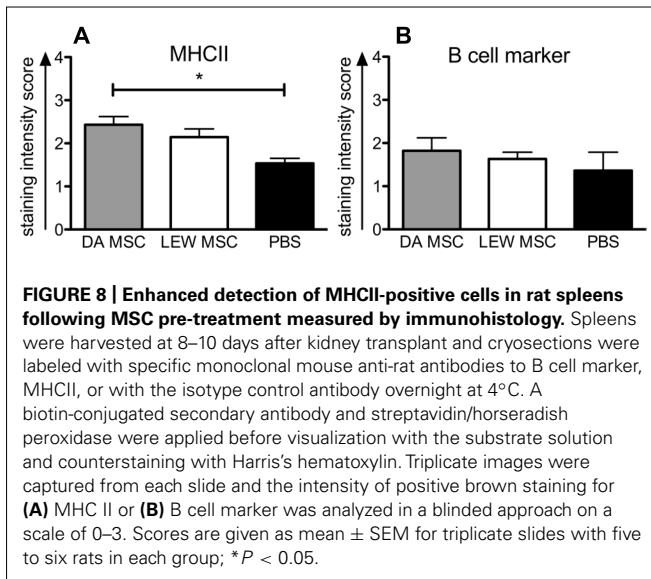 A
MHCII
*
staining intensity score
4
3
2
1
0
DA MSC LEW MSC PBS
B
B cell marker
staining intensity score
4
3
2
1
0
DA MSC LEW MSC PBS
FIGURE 8 | Enhanced detection of MHCII-positive cells in rat spleens
following MSC pre-treatment measured by immunohistology. Spleens
were harvested at 8–10 days after kidney transplant and cryosections were
labeled with specific monoclonal mouse anti-rat antibodies to B cell marker,
MHCII, or with the isotype control antibody overnight at 4°C. A
biotin-conjugated secondary antibody and streptavidin/horseradish
peroxidase were applied before visualization with the substrate solution
and counterstaining with Harris's hematoxylin. Triplicate images were
captured from each slide and the intensity of positive brown staining for
(A) MHC II or (B) B cell marker was analyzed in a blinded approach on a
scale of 0–3. Scores are given as mean ± SEM for triplicate slides with five
to six rats in each group; *P < 0.05.